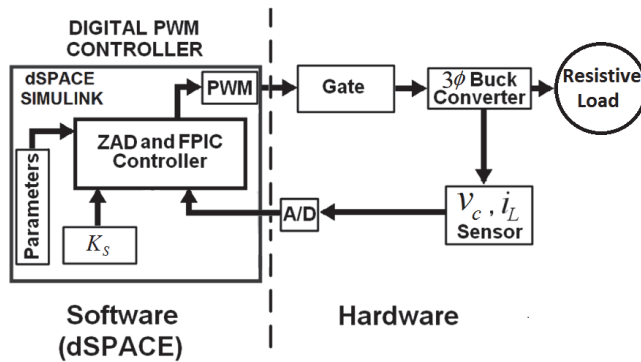 DIGITAL PWM
CONTROLLER
dSPACE
SIMULINK
PWM
ZAD and FPIC
Controller
Parameters
K_S
A/D
Gate
3ϕ Buck
Converter
Resistive
Load
v_c , i_L
Sensor
Software
(dSPACE)
Hardware